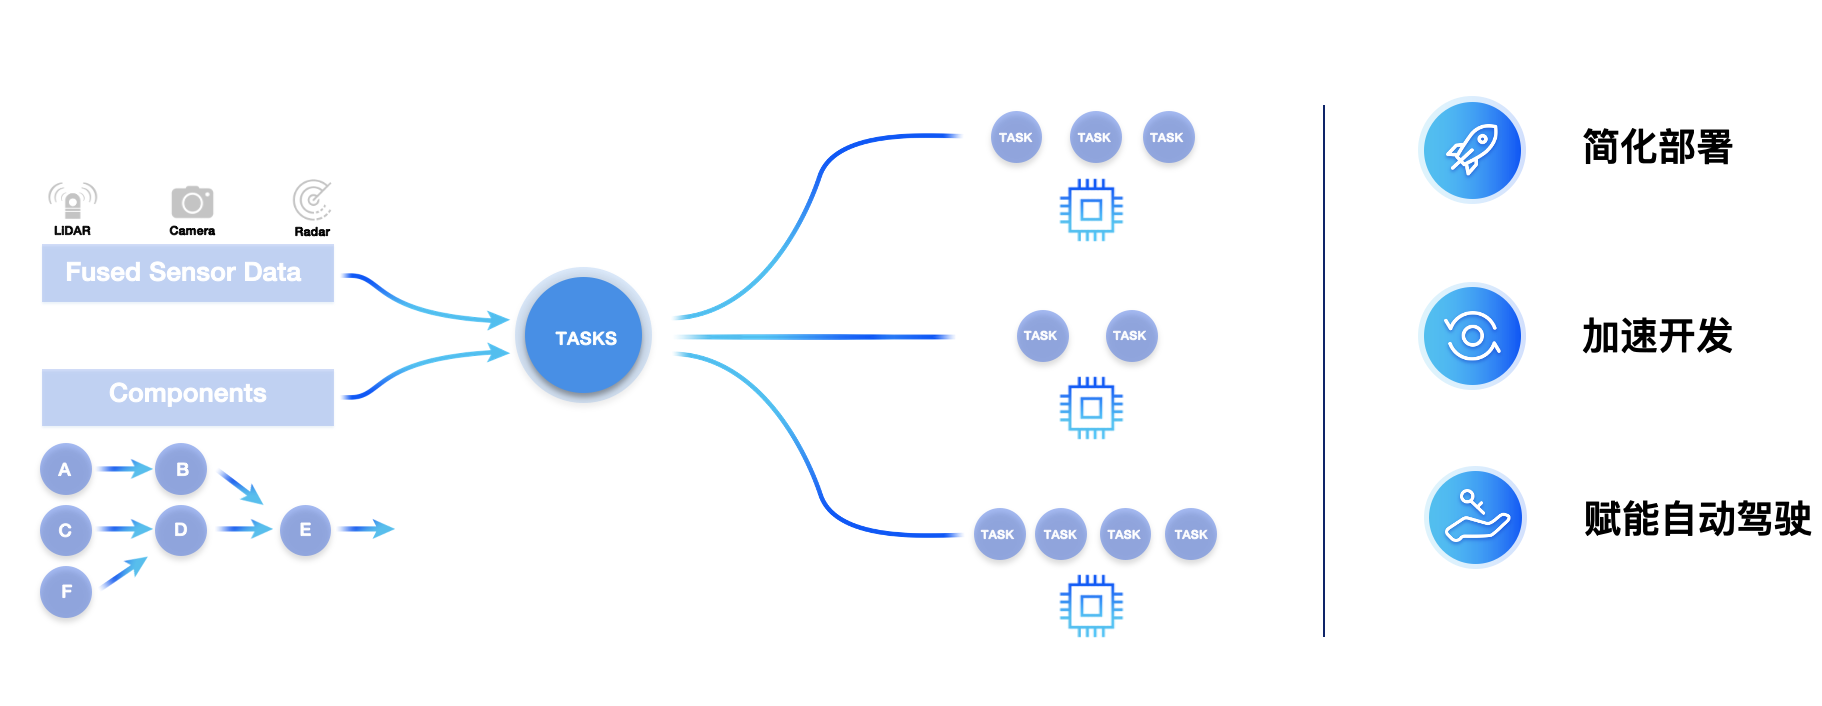 LiDAR
Camera
Radar
Fused Sensor Data
Components
A
B
C
D
E
F
TASKS
TASK
TASK
TASK
TASK
TASK
TASK
TASK
TASK
TASK
简化部署
加速开发
赋能自动驾驶